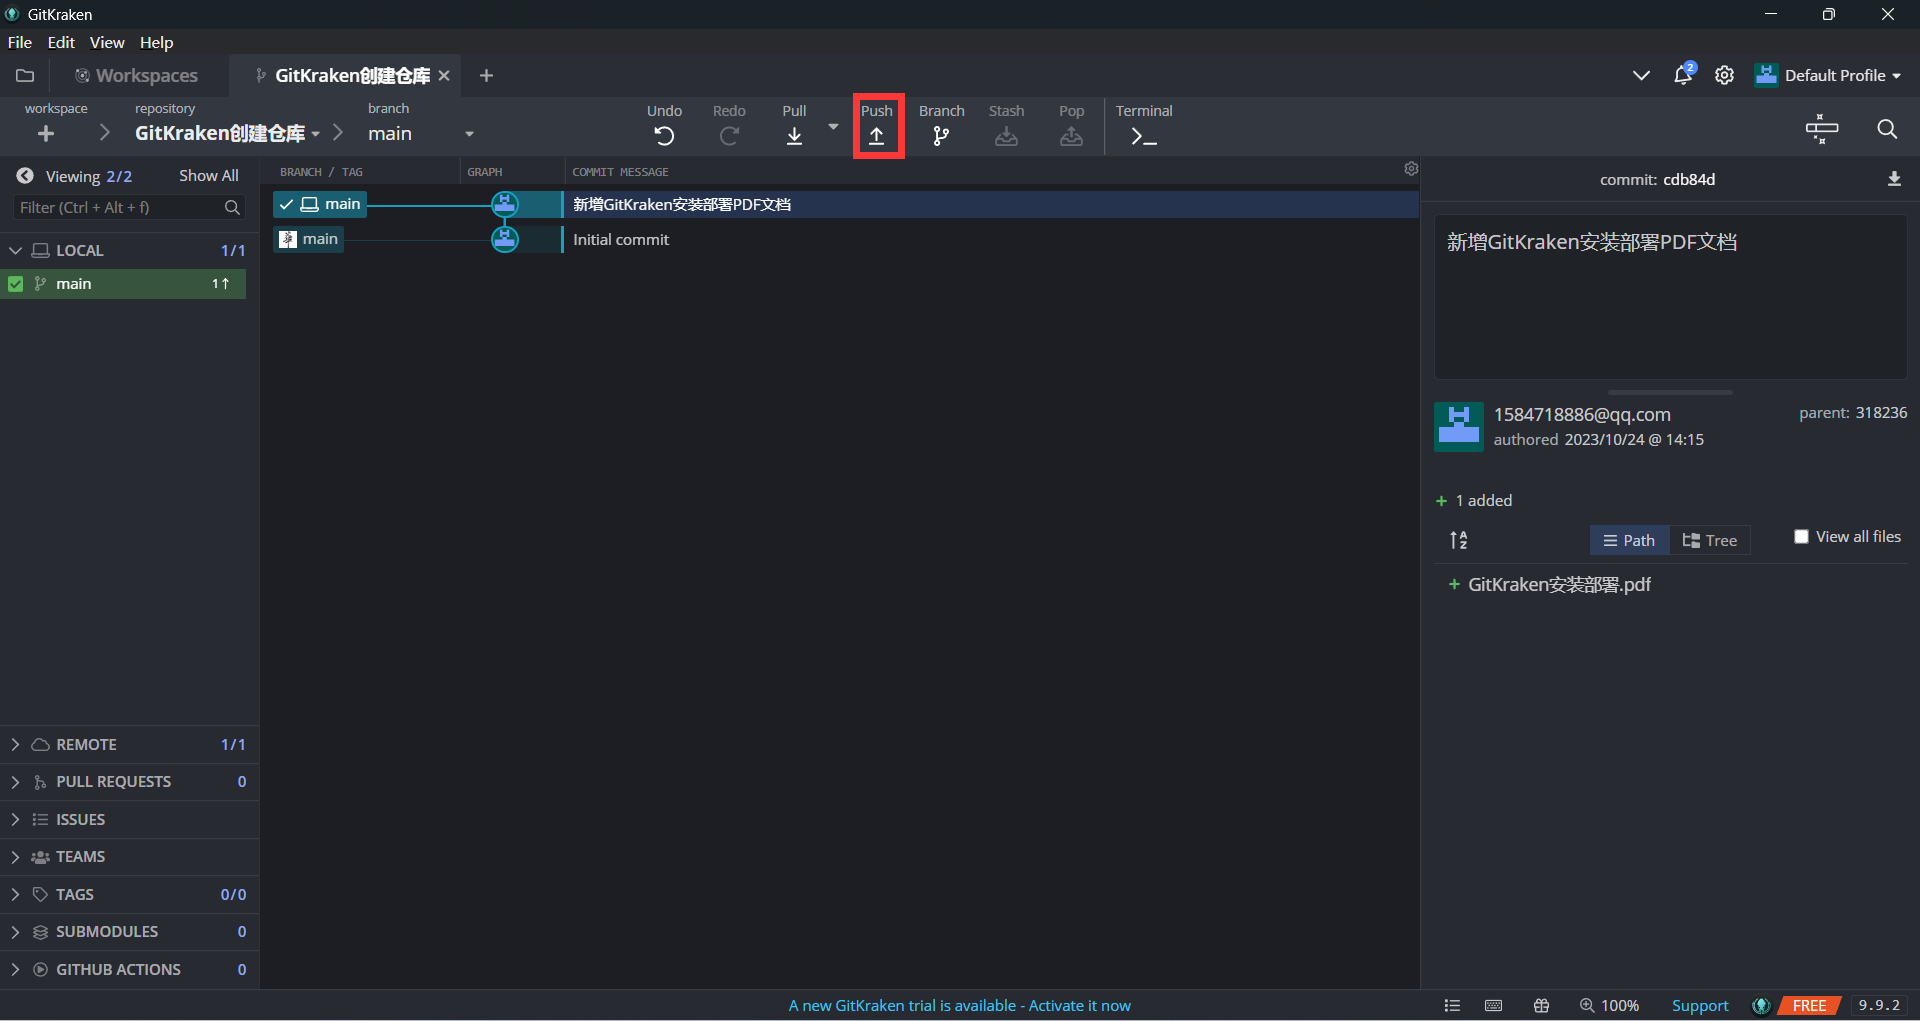 GitKraken
File Edit View Help
Workspaces GitKraken创建仓库
2 Default Profile
workspace repository branch
GitKraken创建仓库 main
Undo Redo Pull Push Branch Stash Pop Terminal
Viewing 2/2 Show All
Filter (Ctrl + Alt + f)
LOCAL 1/1
main 1↑
REMOTE 1/1
PULL REQUESTS 0
ISSUES
TEAMS
TAGS 0/0
SUBMODULES 0
GITHUB ACTIONS 0
BRANCH / TAG GRAPH COMMIT MESSAGE
main 新增GitKraken安装部署PDF文档
main Initial commit
commit: cdb84d
新增GitKraken安装部署PDF文档
1584718886@qq.com parent: 318236
authored 2023/10/24 @ 14:15
+ 1 added
Path Tree View all files
+ GitKraken安装部署.pdf
A new GitKraken trial is available - Activate it now
100% Support FREE 9.9.2